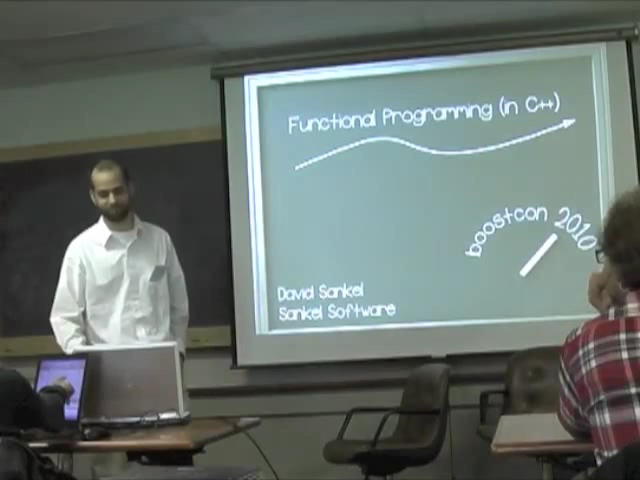 Functional Programming (in C++)
boostcon 2010
David Sankel
Sankel Software